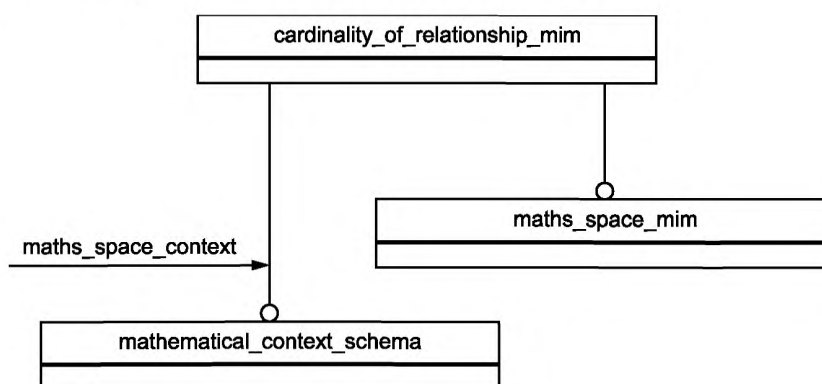 cardinality_of_relationship_mim
maths_space_mim
maths_space_context
mathematical_context_schema